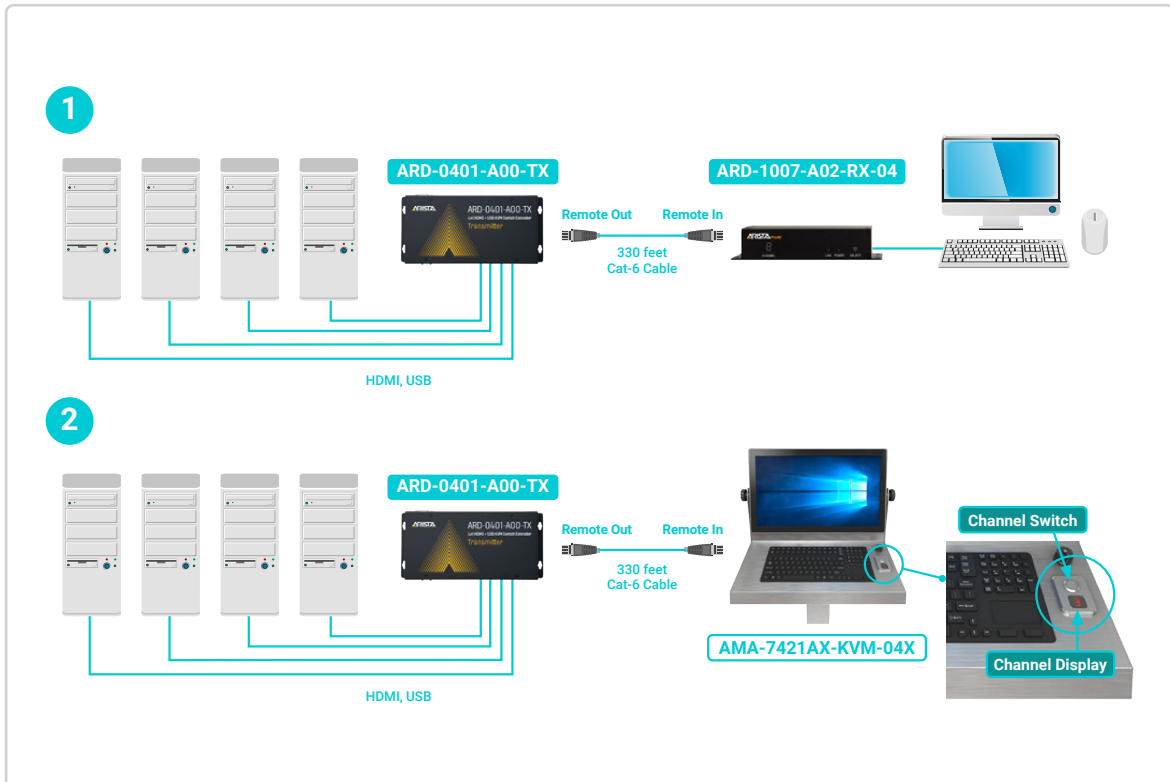 1
ARD-0401-A00-TX
ARD-1007-A02-RX-04
ARISTA
ARD-0401-A00-TX
Transmitter
Remote Out
Remote In
330 feet
Cat-6 Cable
ARISTA
LINK POWER SELECT
HDMI, USB
2
ARD-0401-A00-TX
ARISTA
ARD-0401-A00-TX
Transmitter
Remote Out
Remote In
330 feet
Cat-6 Cable
Channel Switch
AMA-7421AX-KVM-04X
Channel Display
HDMI, USB